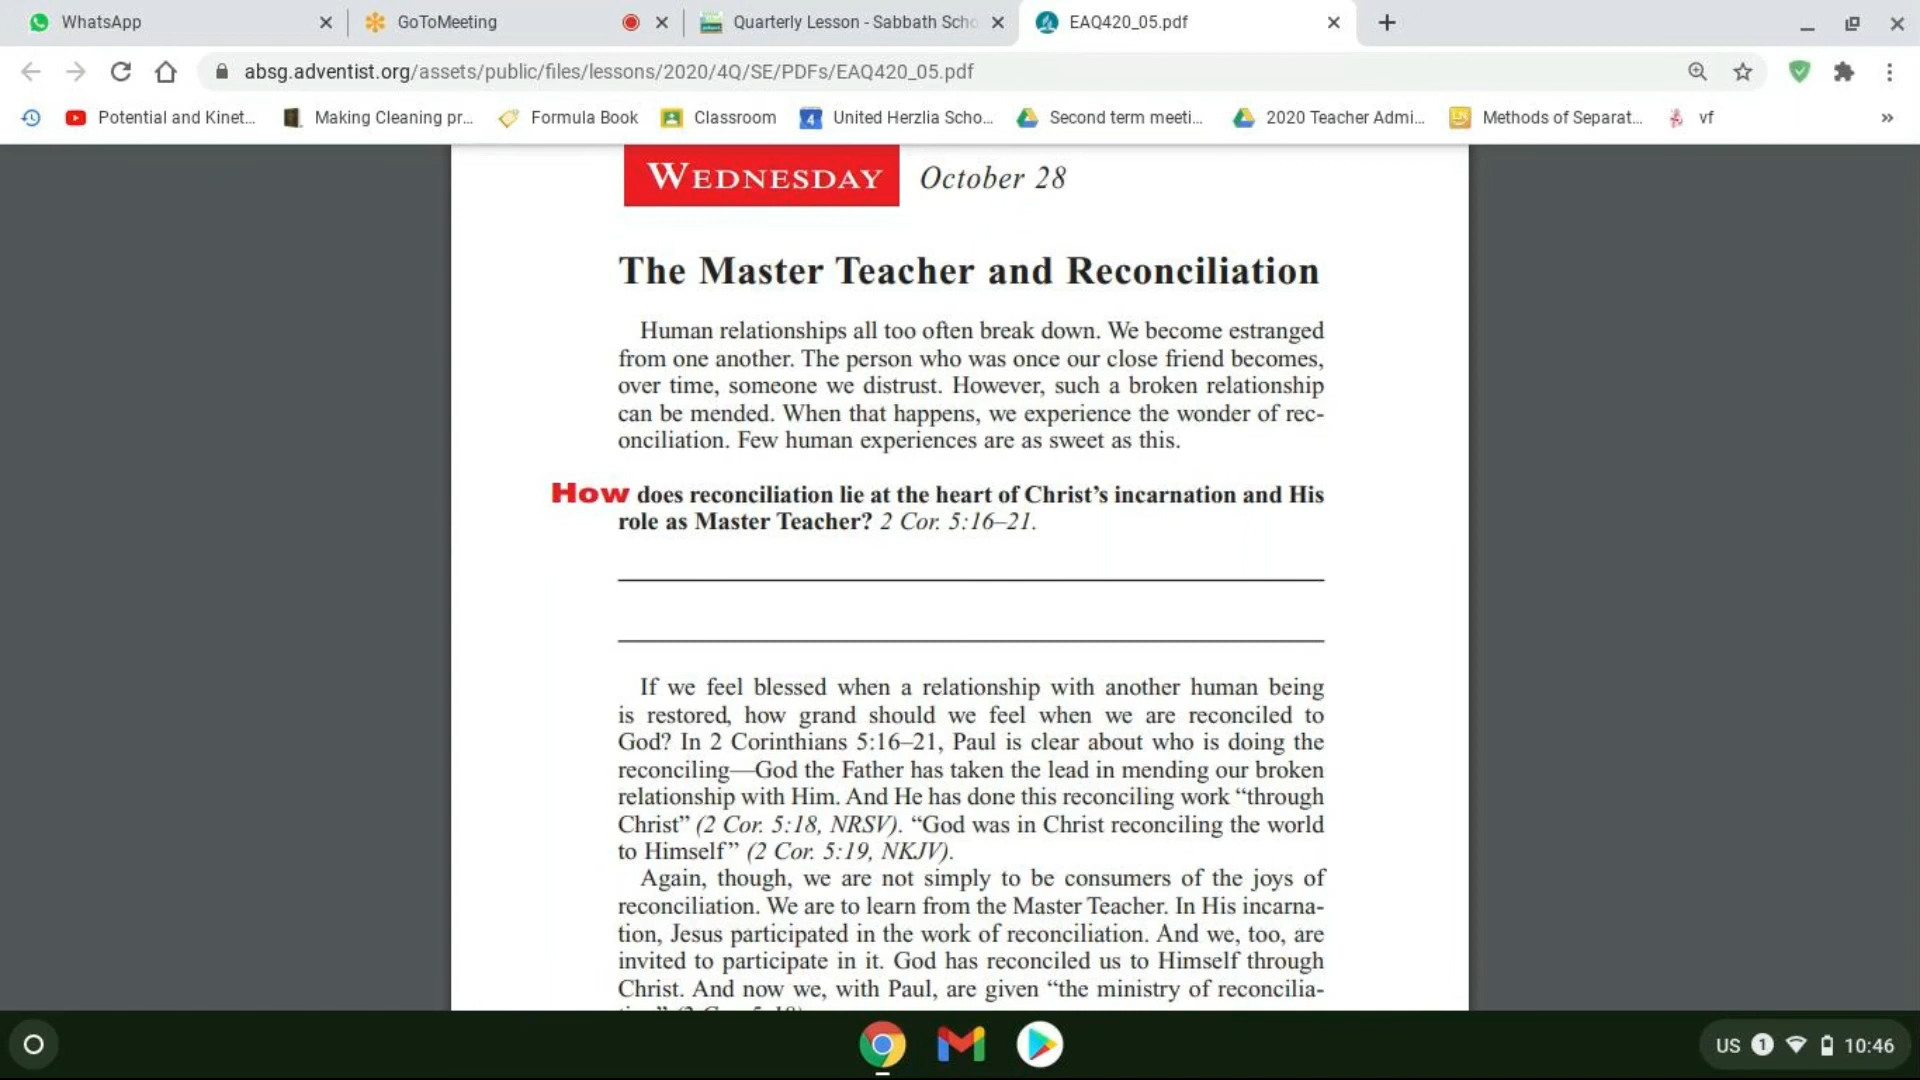 WhatsApp
GoToMeeting
Quarterly Lesson - Sabbath Scho
EAQ420_05.pdf
absg.adventist.org/assets/public/files/lessons/2020/4Q/SE/PDFs/EAQ420_05.pdf
Potential and Kinet...
Making Cleaning pr...
Formula Book
Classroom
4
United Herzlia Scho...
Second term meeti...
2020 Teacher Admi...
Methods of Separat...
vf
WEDNESDAY October 28
The Master Teacher and Reconciliation
Human relationships all too often break down. We become estranged
from one another. The person who was once our close friend becomes,
over time, someone we distrust. However, such a broken relationship
can be mended. When that happens, we experience the wonder of rec-
onciliation. Few human experiences are as sweet as this.
How does reconciliation lie at the heart of Christ’s incarnation and His
role as Master Teacher? 2 Cor. 5:16–21.
If we feel blessed when a relationship with another human being
is restored, how grand should we feel when we are reconciled to
God? In 2 Corinthians 5:16–21, Paul is clear about who is doing the
reconciling—God the Father has taken the lead in mending our broken
relationship with Him. And He has done this reconciling work “through
Christ” (2 Cor. 5:18, NRSV). “God was in Christ reconciling the world
to Himself” (2 Cor. 5:19, NKJV).
Again, though, we are not simply to be consumers of the joys of
reconciliation. We are to learn from the Master Teacher. In His incarna-
tion, Jesus participated in the work of reconciliation. And we, too, are
invited to participate in it. God has reconciled us to Himself through
Christ. And now we, with Paul, are given “the ministry of reconcilia-
US 1 10:46